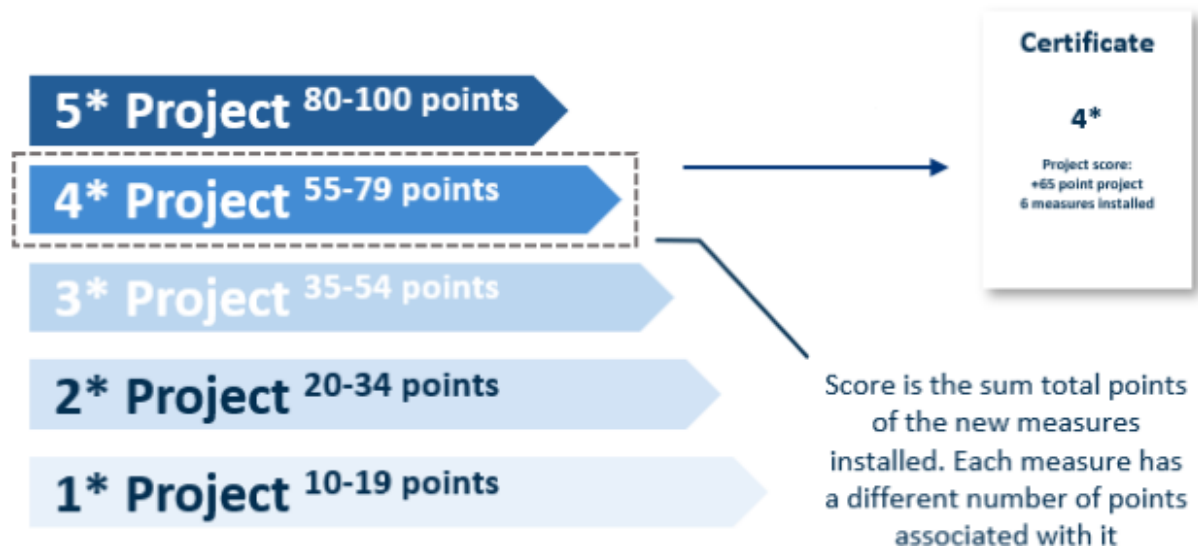 5* Project 80-100 points
4* Project 55-79 points
3* Project 35-54 points
2* Project 20-34 points
1* Project 10-19 points
Certificate
4*
Project score:
+65 point project
6 measures installed
Score is the sum total points
of the new measures
installed. Each measure has
a different number of points
associated with it